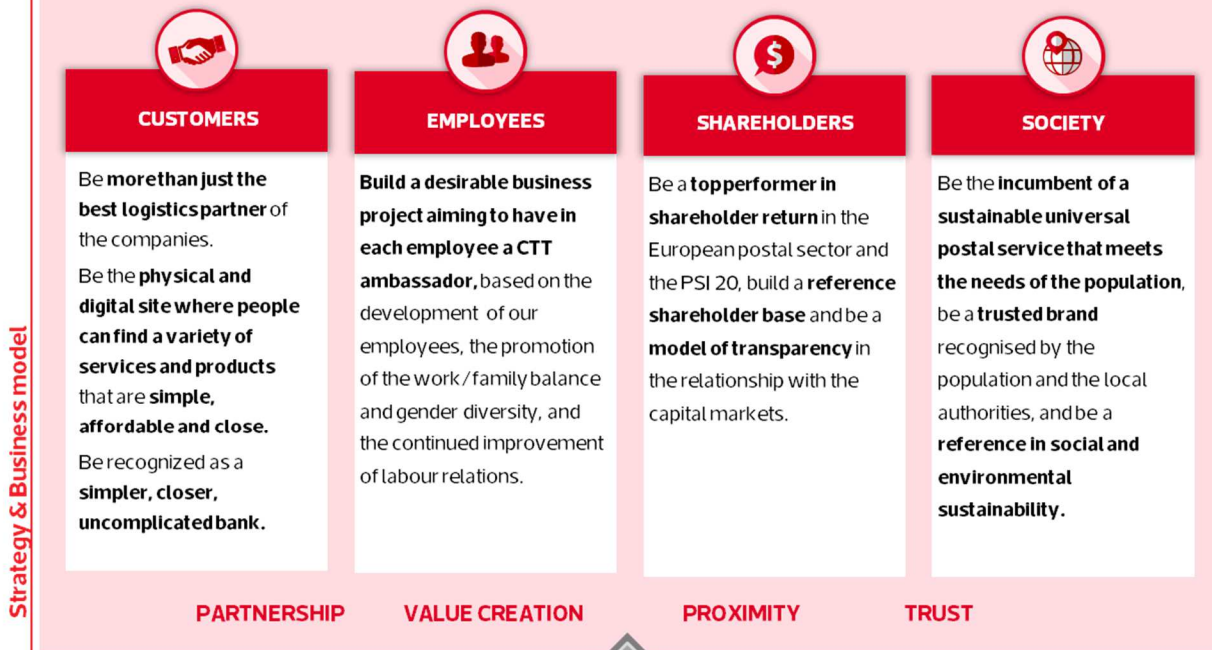 Strategy & Business model
CUSTOMERS
Be more than just the
best logistics partner of
the companies.
Be the physical and
digital site where people
can find a variety of
services and products
that are simple,
affordable and close.
Be recognized as a
simpler, closer,
uncomplicated bank.
EMPLOYEES
Build a desirable business
project aiming to have in
each employee a CTT
ambassador, based on the
development of our
employees, the promotion
of the work/family balance
and gender diversity, and
the continued improvement
of labour relations.
$
SHAREHOLDERS
Be a top performer in
shareholder return in the
European postal sector and
the PSI 20, build a reference
shareholder base and be a
model of transparency in
the relationship with the
capital markets.
SOCIETY
Be the incumbent of a
sustainable universal
postal service that meets
the needs of the population,
be a trusted brand
recognised by the
population and the local
authorities, and be a
reference in social and
environmental
sustainability.
PARTNERSHIP VALUE CREATION PROXIMITY TRUST